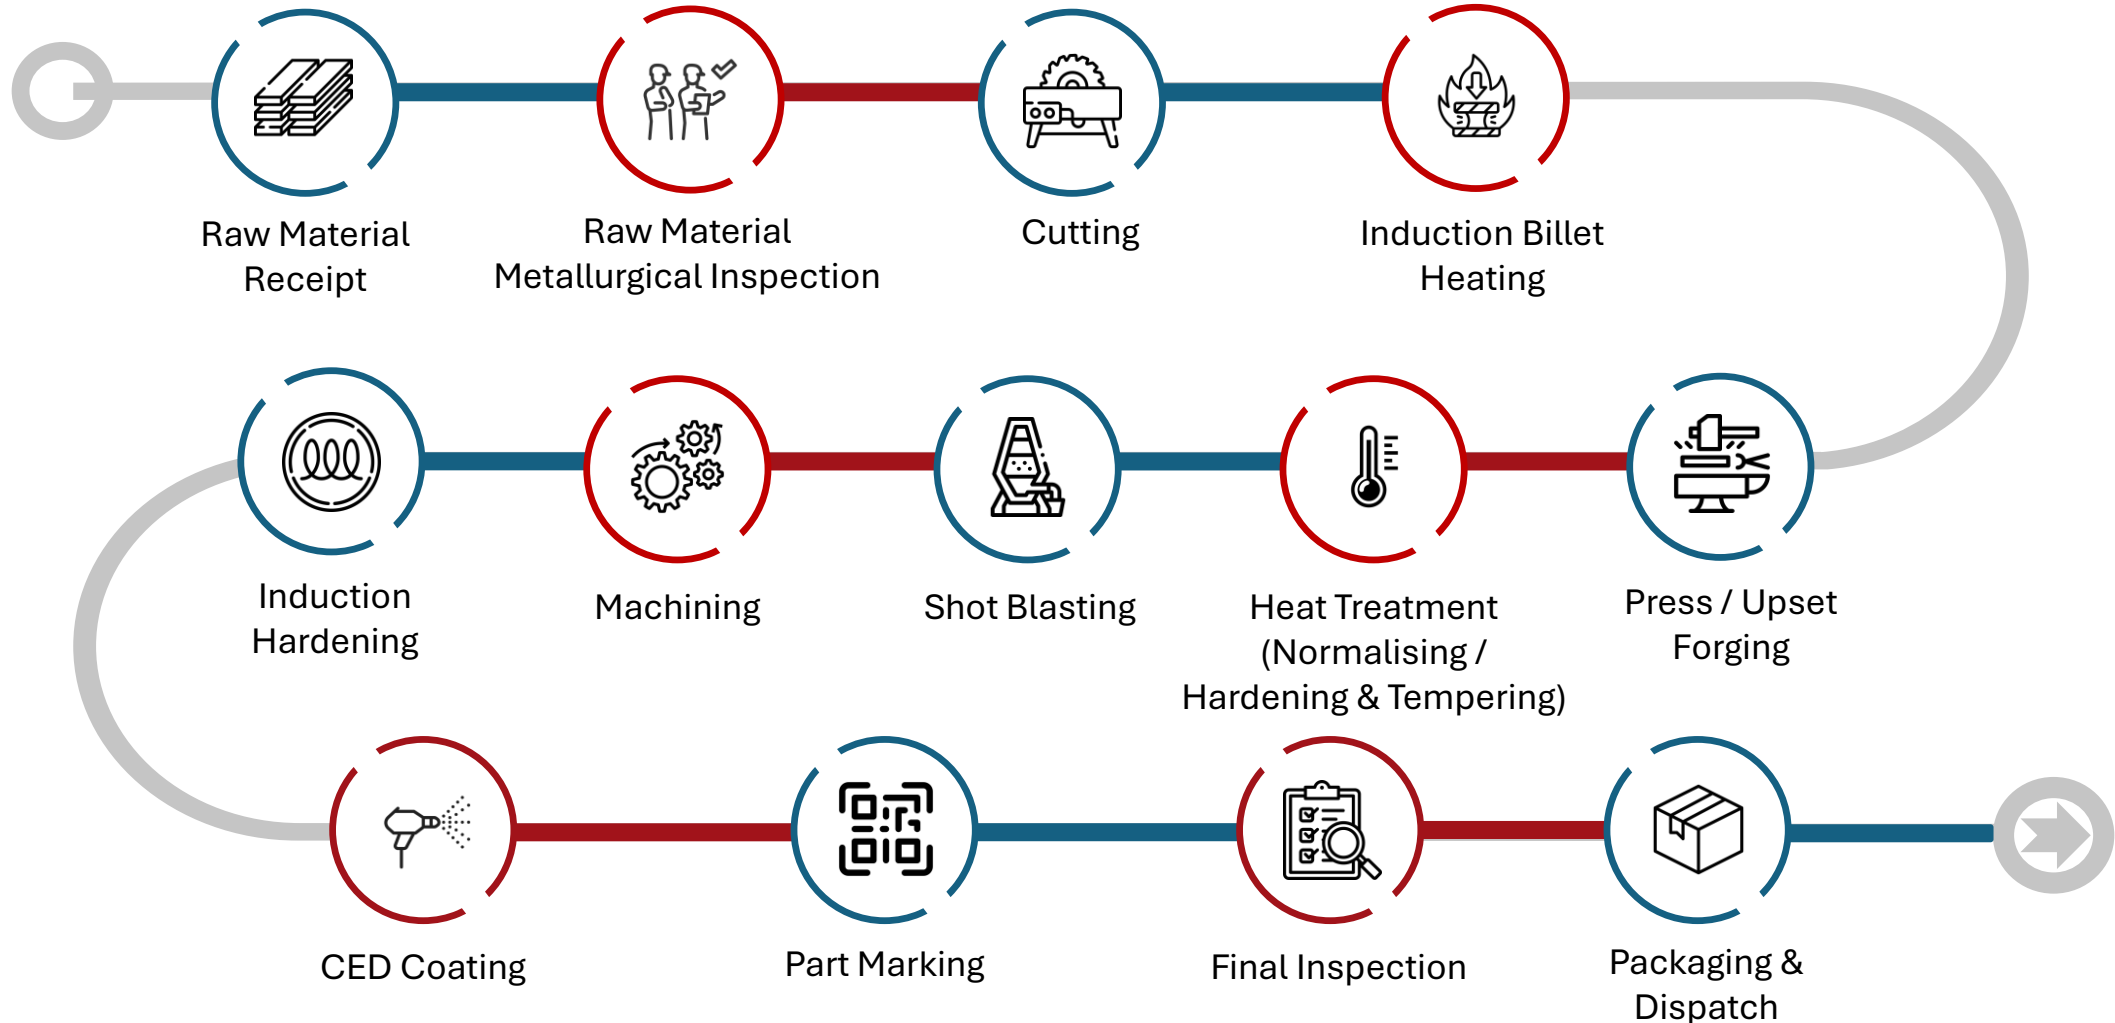 Raw Material
Receipt
Raw Material
Metallurgical Inspection
Cutting
Induction Billet
Heating
Press / Upset
Forging
Heat Treatment
(Normalising /
Hardening & Tempering)
Shot Blasting
Machining
Induction
Hardening
CED Coating
Part Marking
Final Inspection
Packaging &
Dispatch